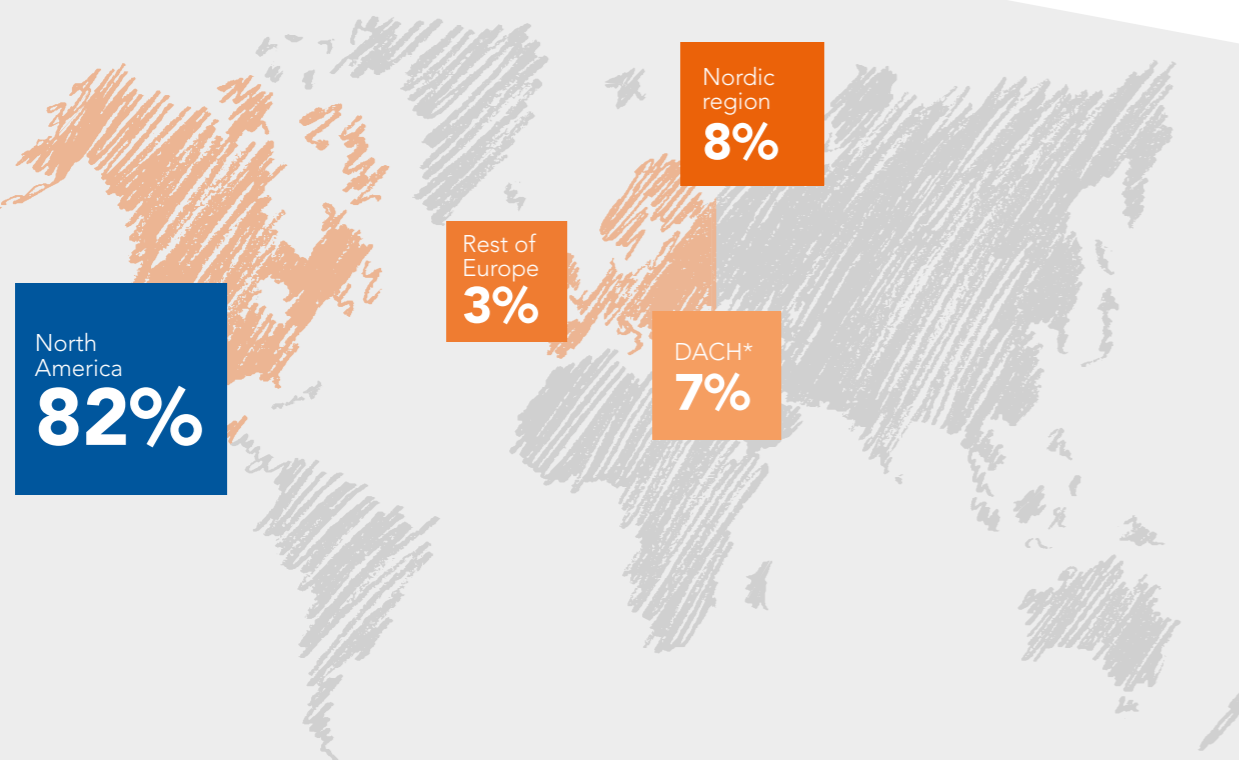 Nordic
region
8%
Rest of
Europe
3%
North
America
82%
DACH*
7%